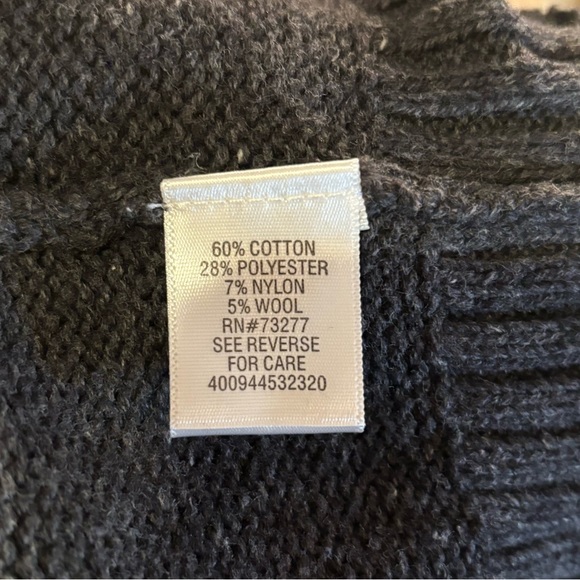 60% COTTON
28% POLYESTER
7% NYLON
5% WOOL
RN#73277
SEE REVERSE
FOR CARE
400944532320